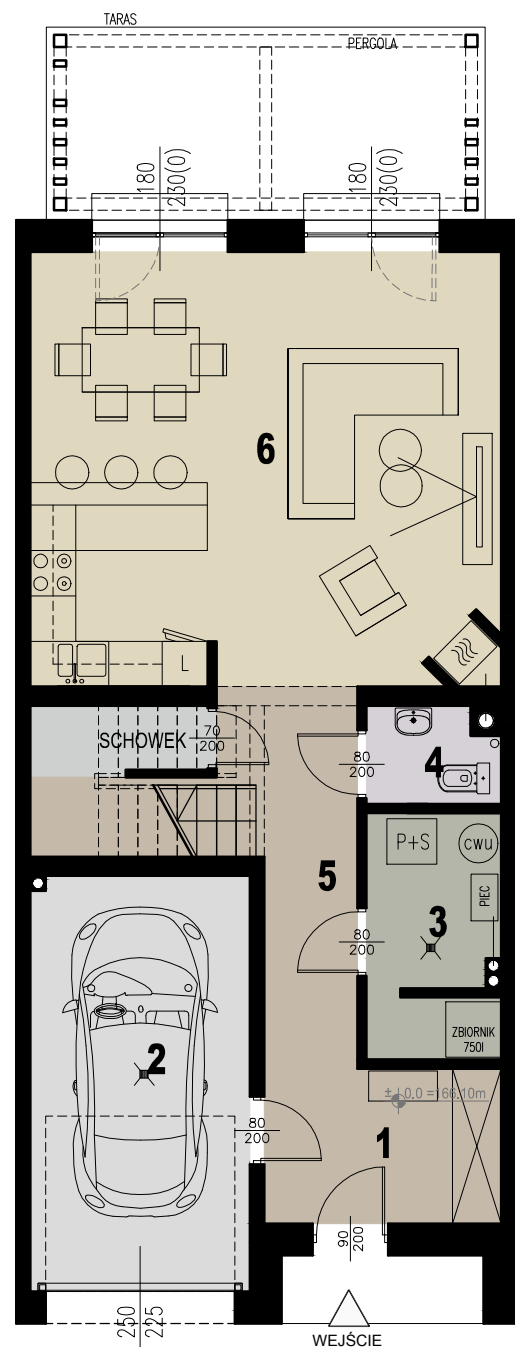 TARAS
PERGOLA
180
230(0)
180
230(0)
6
L
SCHOWEK
70
200
80
200
4
P+S
cwu
5
PIEC
3
80
200
ZBIORNIK
750l
2
± 0.0 =166.10m
80
200
1
90
200
250
225
WEJŚCIE